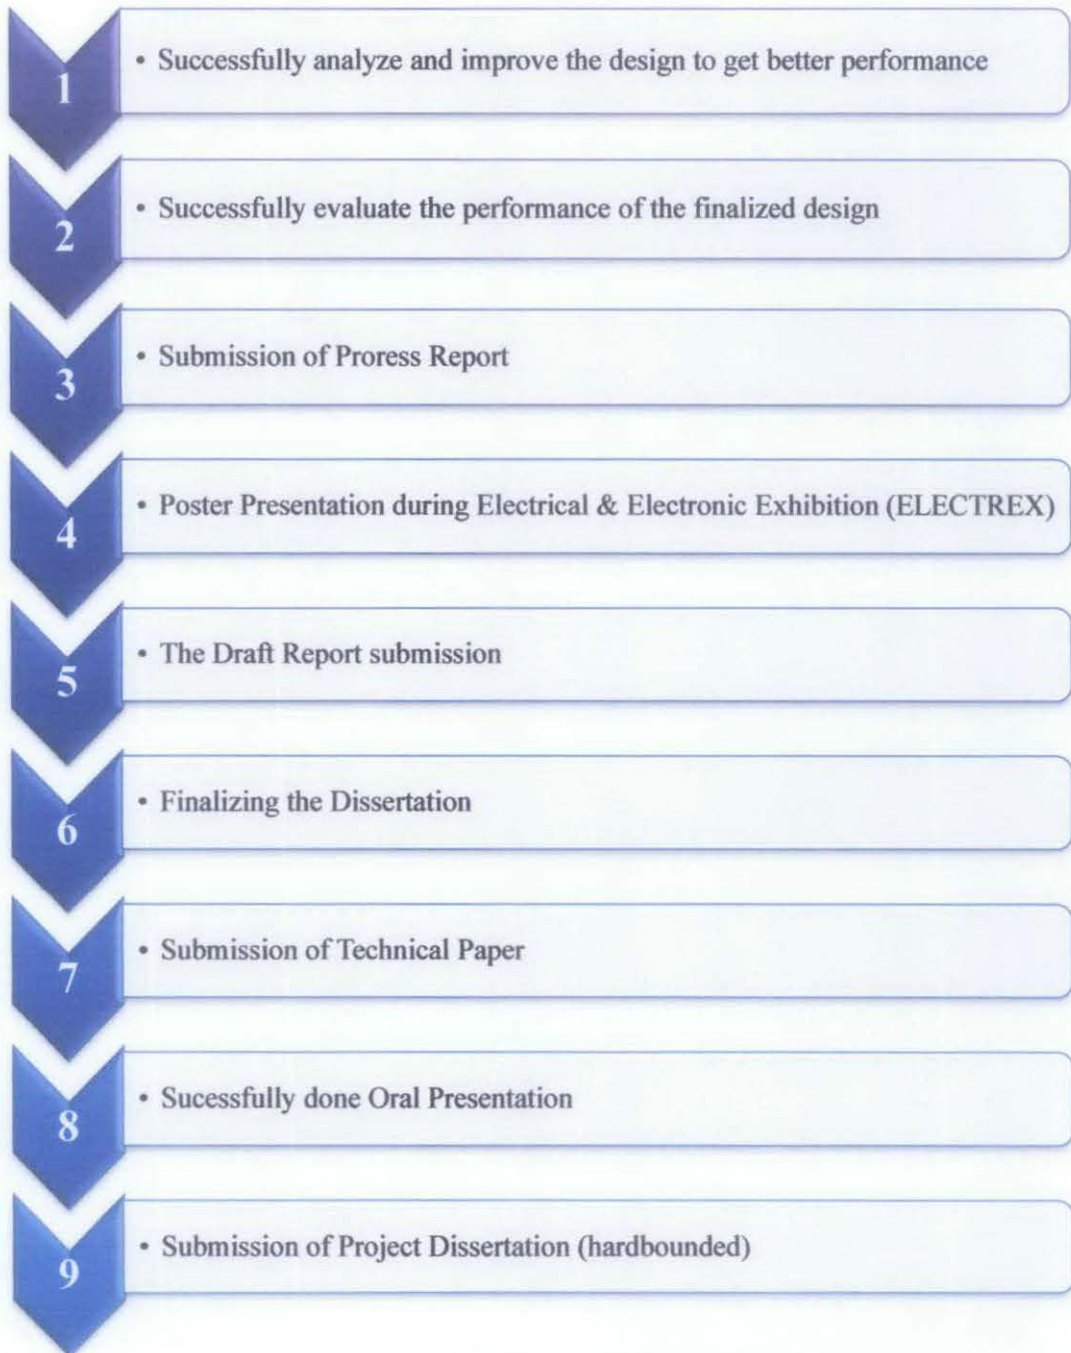 1
• Successfully analyze and improve the design to get better performance
2
• Successfully evaluate the performance of the finalized design
3
• Submission of Proress Report
4
• Poster Presentation during Electrical & Electronic Exhibition (ELECTREX)
5
• The Draft Report submission
6
• Finalizing the Dissertation
7
• Submission of Technical Paper
8
• Sucessfully done Oral Presentation
9
• Submission of Project Dissertation (hardbounded)